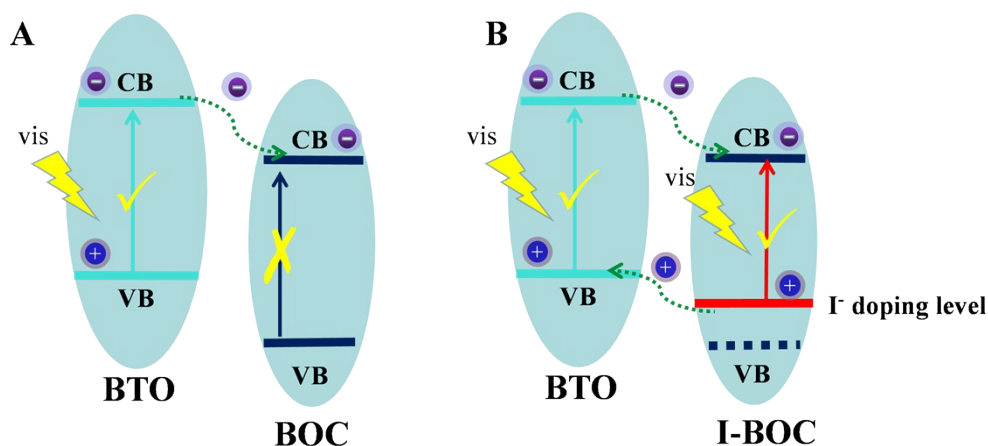 A
CB
vis
CB
VB
VB
BTO
BOC
B
CB
CB
vis
vis
VB
I- doping level
VB
BTO
I-BOC